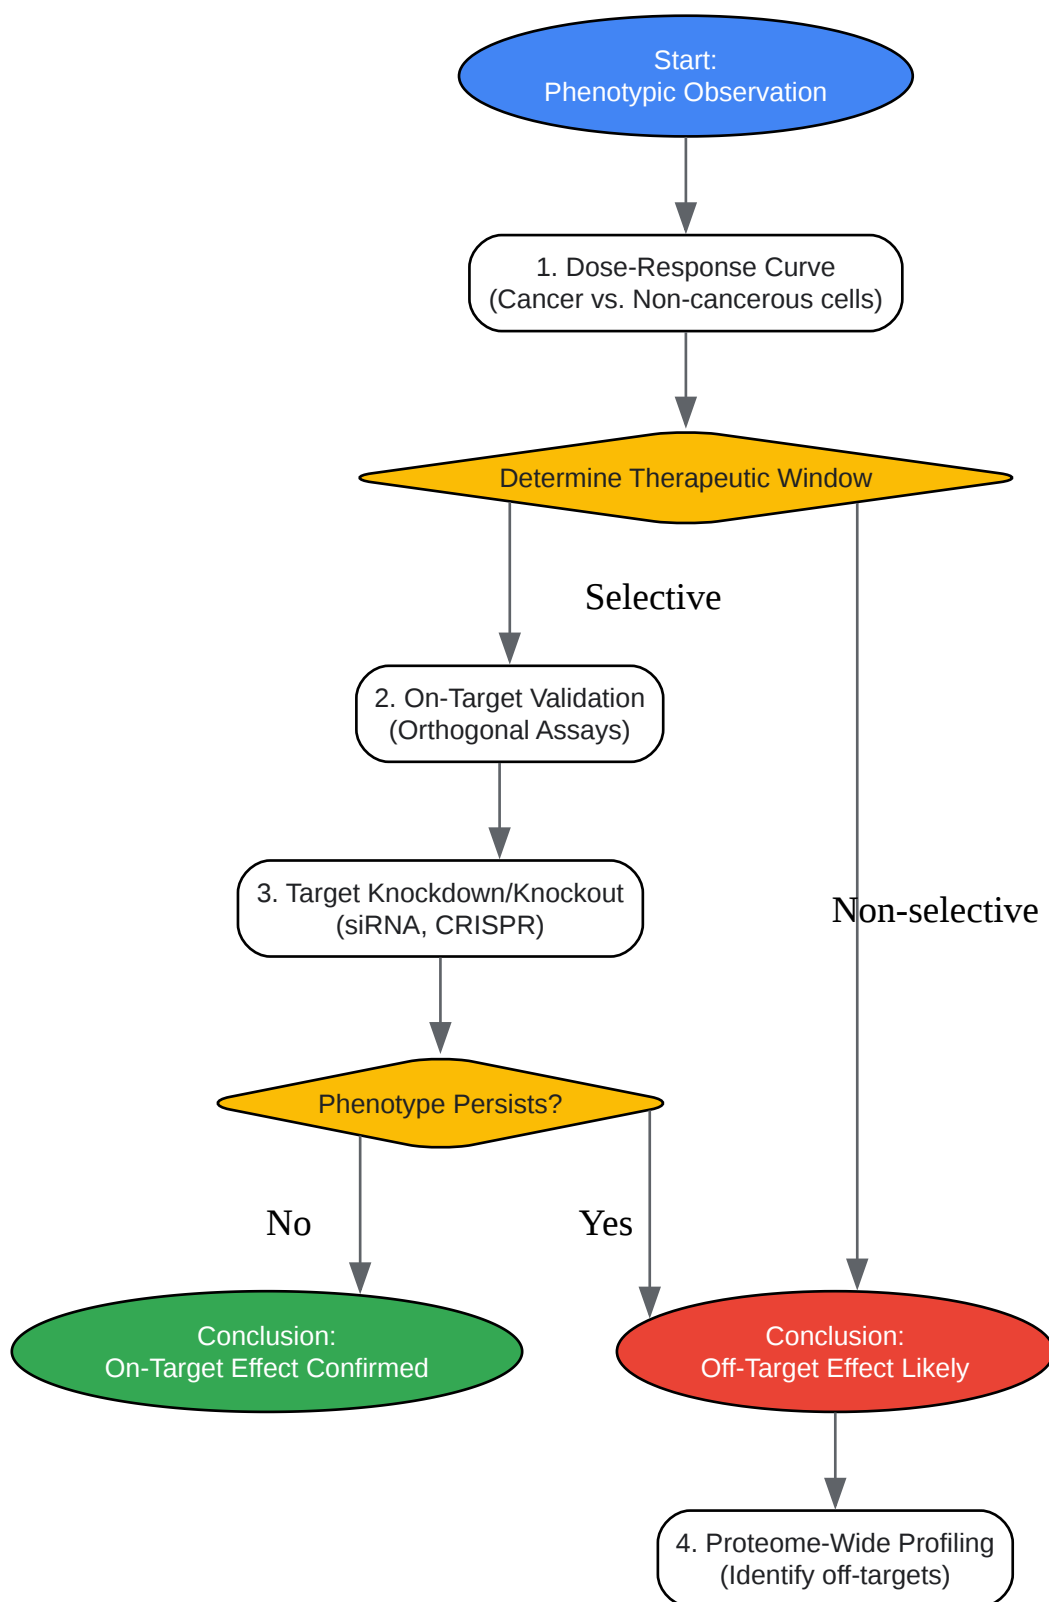 Start:
Phenotypic Observation
1. Dose-Response Curve
(Cancer vs. Non-cancerous cells)
Determine Therapeutic Window
Selective
2. On-Target Validation
(Orthogonal Assays)
3. Target Knockdown/Knockout
(siRNA, CRISPR)
Non-selective
Phenotype Persists?
No
Yes
Conclusion:
On-Target Effect Confirmed
Conclusion:
Off-Target Effect Likely
4. Proteome-Wide Profiling
(Identify off-targets)